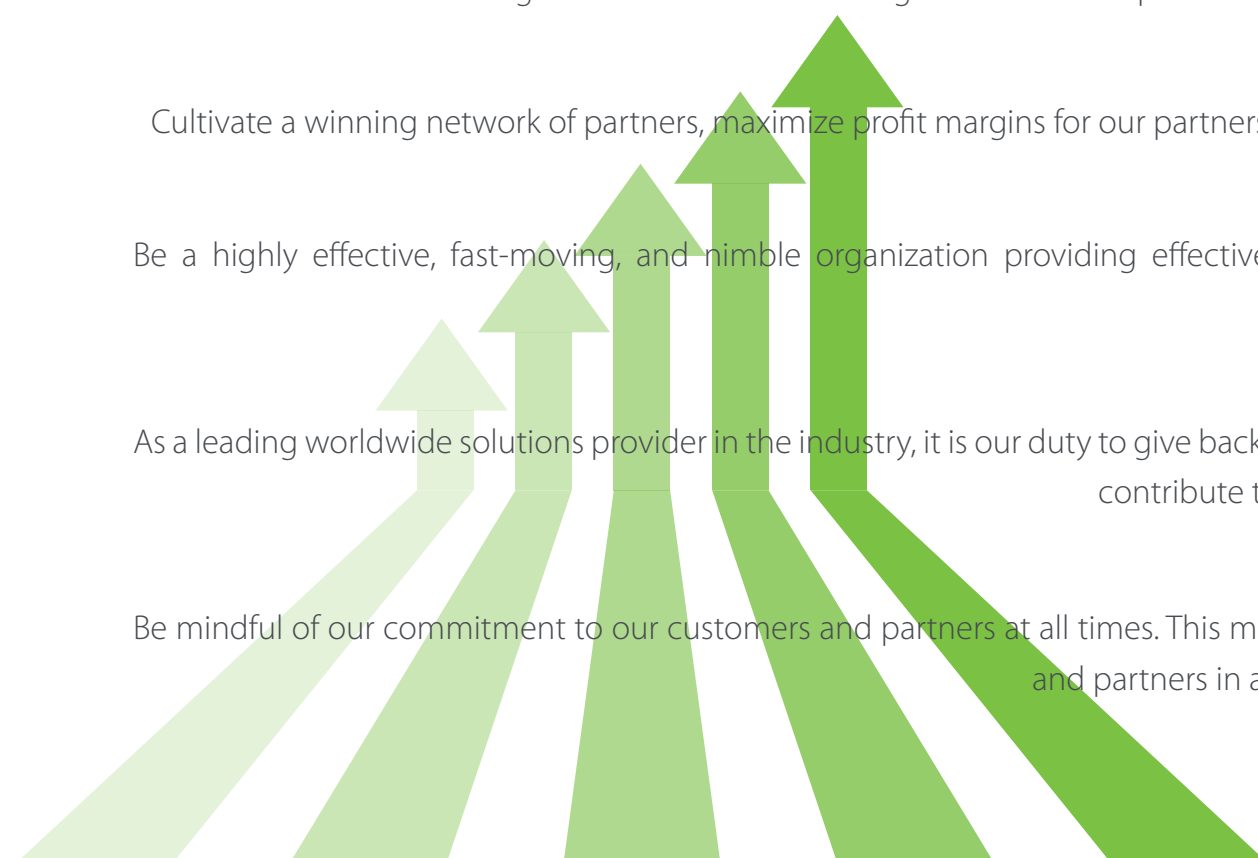 Cultivate a winning network of partners, maximize profit margins for our partners
Be a highly effective, fast-moving, and nimble organization providing effective
As a leading worldwide solutions provider in the industry, it is our duty to give back
contribute t
Be mindful of our commitment to our customers and partners at all times. This m
and partners in a